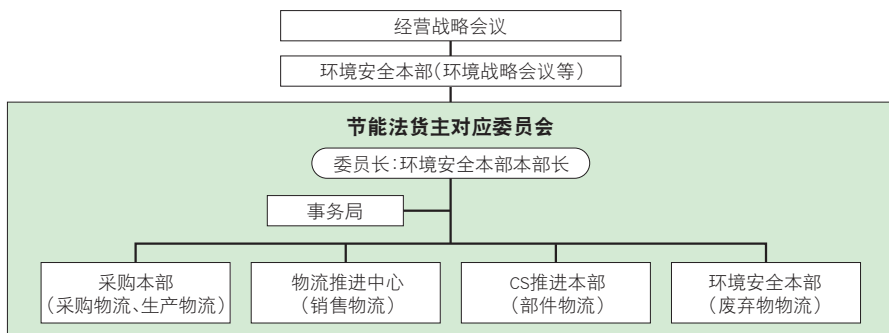 经营战略会议
环境安全本部（环境战略会议等）
节能法货主对应委员会
委员长：环境安全本部本部长
事务局
采购本部
（采购物流、生产物流）
物流推进中心
（销售物流）
CS推进本部
（部件物流）
环境安全本部
（废弃物物流）